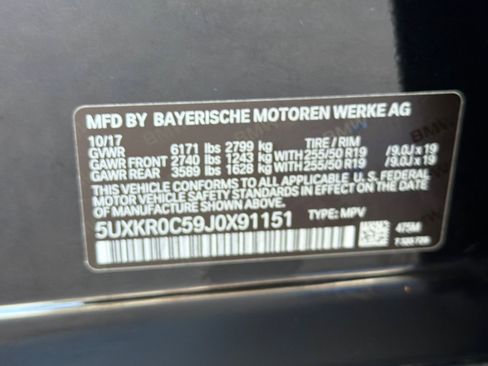 MFD BY BAYERISCHE MOTOREN WERKE AG
10/17
GVWR 6171 lbs 2799 kg TIRE / RIM
GAWR FRONT 2740 lbs 1243 kg WITH 255/50 R19 /9.0J x 19
GAWR REAR 3589 lbs 1628 kg WITH 255/50 R19 /9.0J x 19
THIS VEHICLE CONFORMS TO ALL APPLICABLE U. S. FEDERAL
MOTOR VEHICLE SAFETY STANDARDS IN EFFECT ON THE
DATE OF MANUFACTURE SHOWN ABOVE.
5UXKR0C59J0X91151 TYPE: MPV 475M